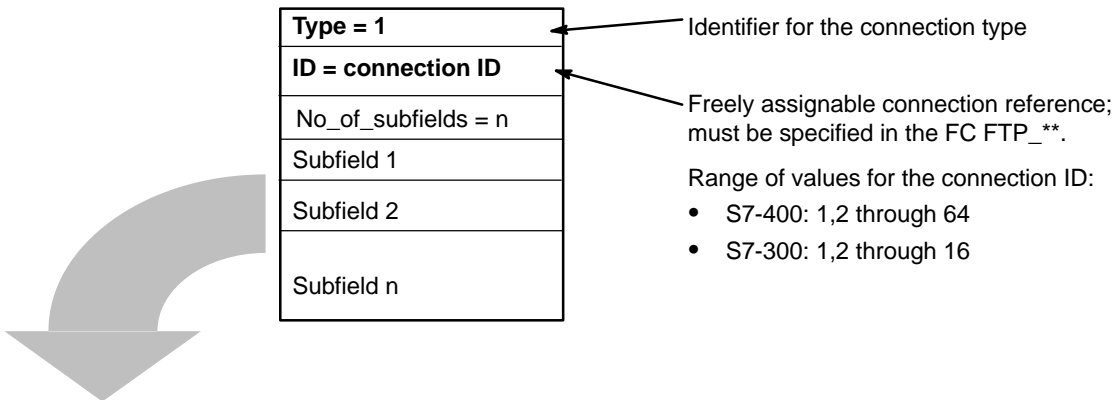 Type = 1
Identifier for the connection type
ID = connection ID
Freely assignable connection reference;
must be specified in the FC FTP_**.
No_of_subfields = n
Subfield 1
Subfield 2
Subfield n
Range of values for the connection ID:
• S7-400: 1,2 through 64
• S7-300: 1,2 through 16